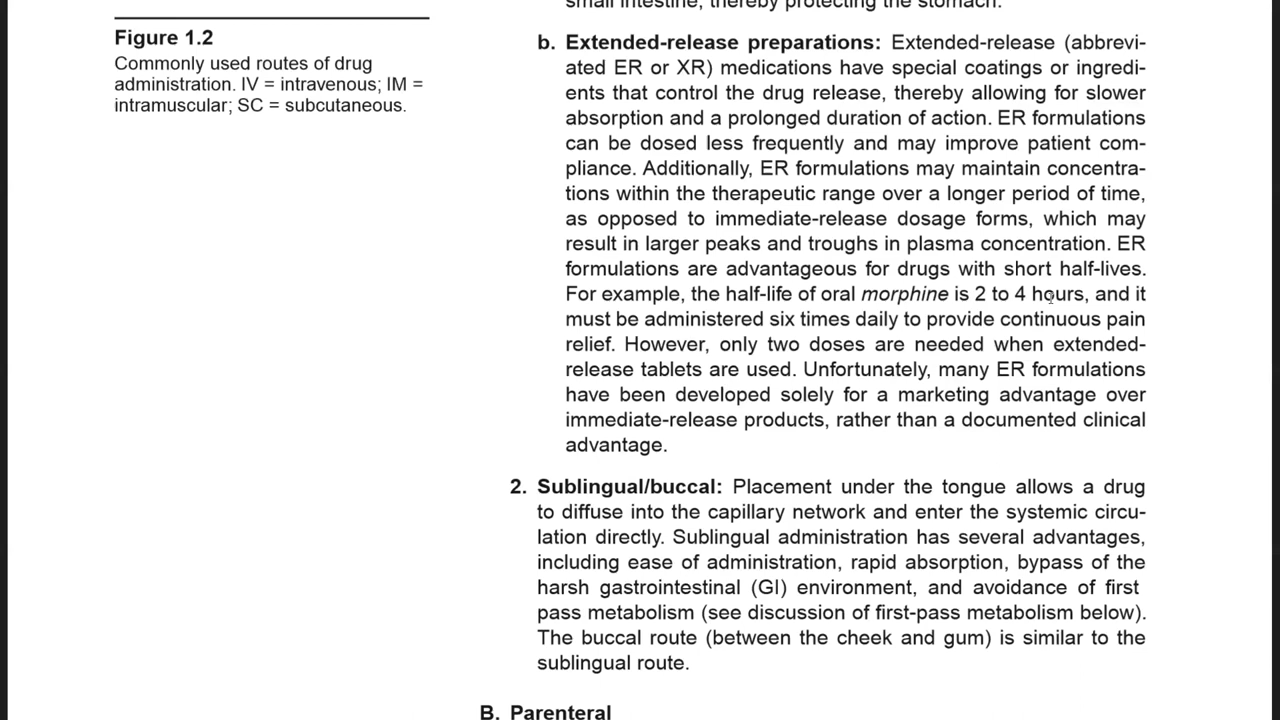 Figure 1.2
Commonly used routes of drug
administration. IV = intravenous; IM =
intramuscular; SC = subcutaneous.
small intestine, thereby protecting the stomach.
b. Extended-release preparations: Extended-release (abbrevi-
ated ER or XR) medications have special coatings or ingredi-
ents that control the drug release, thereby allowing for slower
absorption and a prolonged duration of action. ER formulations
can be dosed less frequently and may improve patient com-
pliance. Additionally, ER formulations may maintain concentra-
tions within the therapeutic range over a longer period of time,
as opposed to immediate-release dosage forms, which may
result in larger peaks and troughs in plasma concentration. ER
formulations are advantageous for drugs with short half-lives.
For example, the half-life of oral morphine is 2 to 4 hours, and it
must be administered six times daily to provide continuous pain
relief. However, only two doses are needed when extended-
release tablets are used. Unfortunately, many ER formulations
have been developed solely for a marketing advantage over
immediate-release products, rather than a documented clinical
advantage.
2. Sublingual/buccal: Placement under the tongue allows a drug
to diffuse into the capillary network and enter the systemic circu-
lation directly. Sublingual administration has several advantages,
including ease of administration, rapid absorption, bypass of the
harsh gastrointestinal (GI) environment, and avoidance of first
pass metabolism (see discussion of first-pass metabolism below).
The buccal route (between the cheek and gum) is similar to the
sublingual route.
B. Parenteral